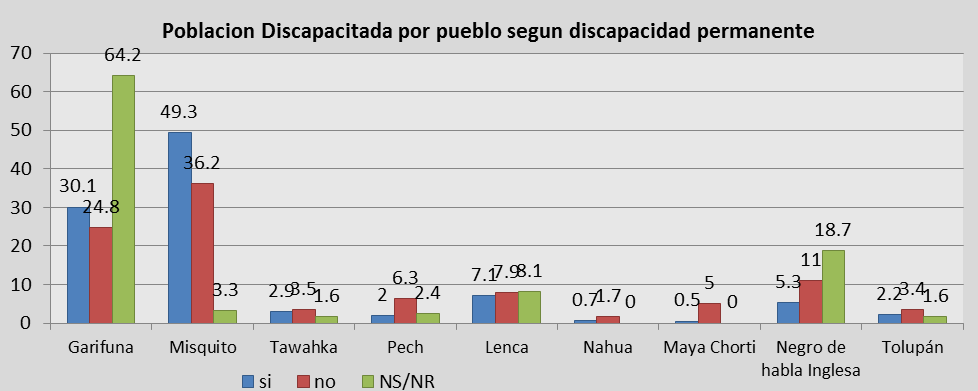 Poblacion Discapacitada por pueblo segun discapacidad permanente
70
60
50
40
30
20
10
0
30.1 24.8 64.2
49.3 36.2 3.3
2.9 3.5 1.6
2 6.3 2.4
7.1 7.9 8.1
0.7 1.7 0
0.5 5 0
5.3 11 18.7
2.2 3.4 1.6
Garifuna
Misquito
Tawahka
Pech
Lenca
Nahua
Maya Chorti
Negro de
habla Inglesa
Tolupán
si no NS/NR